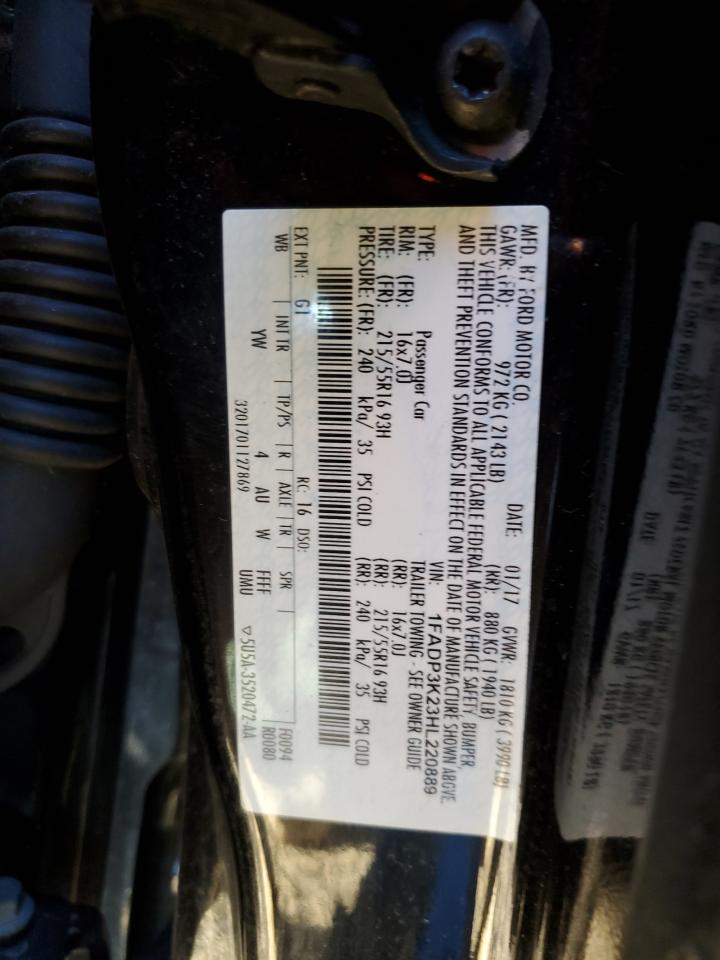 MFD. BY FORD MOTOR CO.
DATE: 01/17 GVWR: 1810 KG ( 3990 LB)
GAWR: (FR): 972 KG ( 2143 LB) (RR): 880 KG ( 1940 LB)
THIS VEHICLE CONFORMS TO ALL APPLICABLE FEDERAL MOTOR VEHICLE SAFETY, BUMPER,
AND THEFT PREVENTION STANDARDS IN EFFECT ON THE DATE OF MANUFACTURE SHOWN ABOVE.
VIN: 1FADP3K23HL220889
TYPE: Passenger Car TRAILER TOWING - SEE OWNER GUIDE
RIM: (FR): 16x7.0J (RR): 16x7.0J
TIRE: (FR): 215/55R16 93H (RR): 215/55R16 93H
PRESSURE: (FR): 240 kPa/ 35 PSI COLD (RR): 240 kPa/ 35 PSI COLD
EXT PNT: G1 RC: 16 DSO: F0094
R0080
WB | INT TR | TP/PS | R | AXLE | TR | SPR |
YW 4 AU W FFFF
UMU
3201701127869 ▽5U5A-3520472-AA